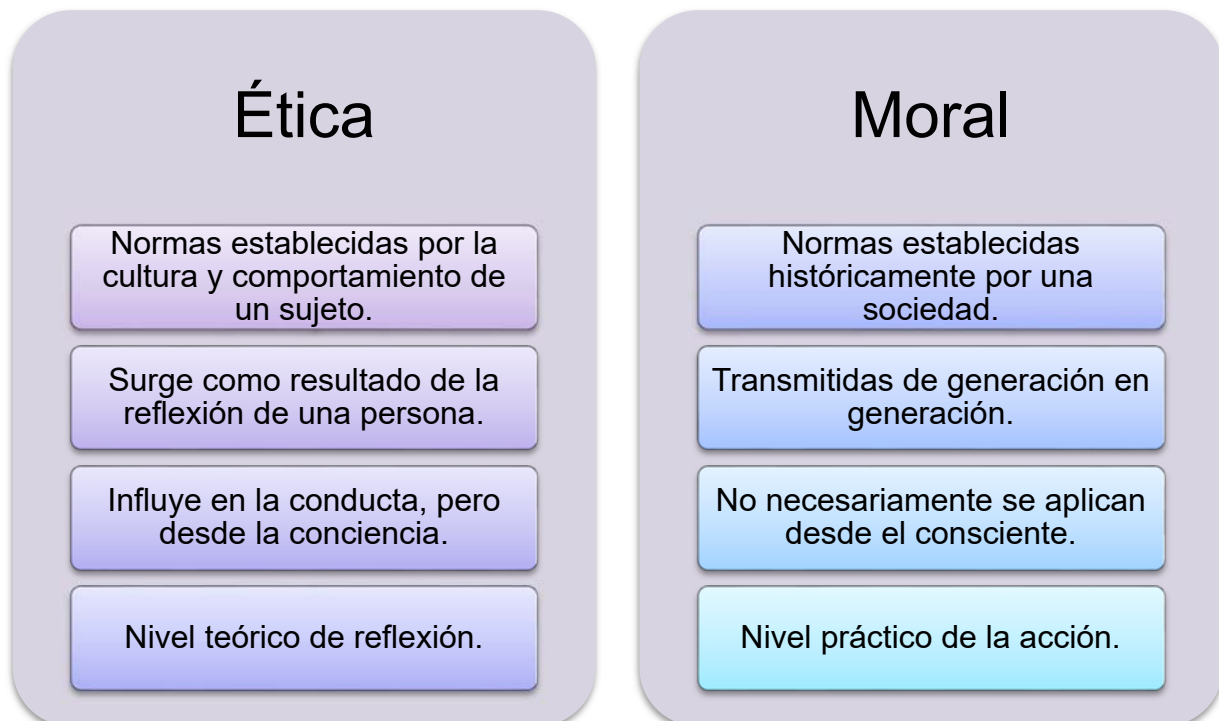 Ética
Normas establecidas por la
cultura y comportamiento de
un sujeto.
Surge como resultado de la
reflexión de una persona.
Influye en la conducta, pero
desde la conciencia.
Nivel teórico de reflexión.
Moral
Normas establecidas
históricamente por una
sociedad.
Transmitidas de generación en
generación.
No necesariamente se aplican
desde el consciente.
Nivel práctico de la acción.